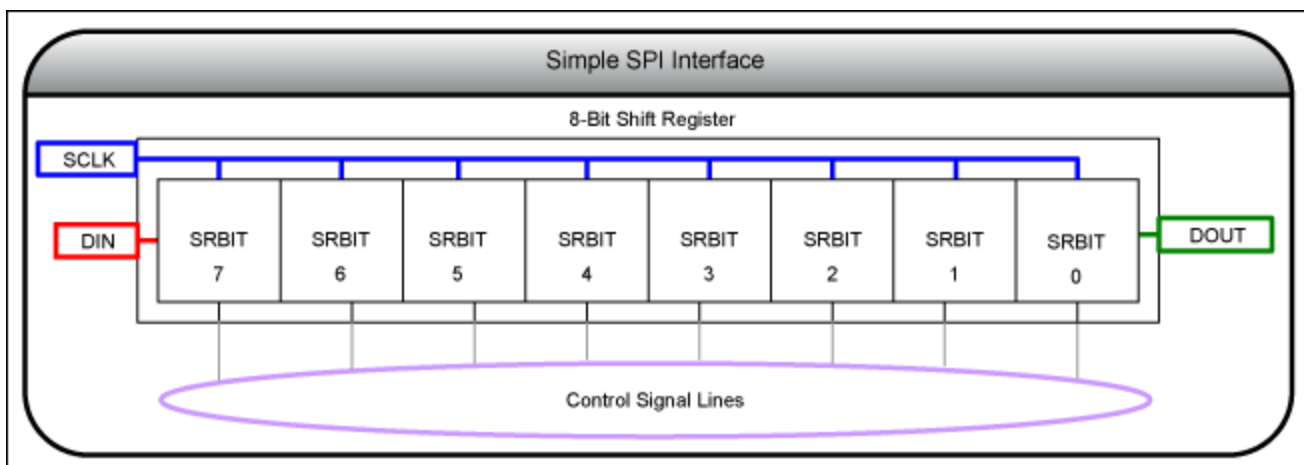 Simple SPI Interface
8-Bit Shift Register
SCLK
DIN
SRBIT
7
SRBIT
6
SRBIT
5
SRBIT
4
SRBIT
3
SRBIT
2
SRBIT
1
SRBIT
0
DOUT
Control Signal Lines